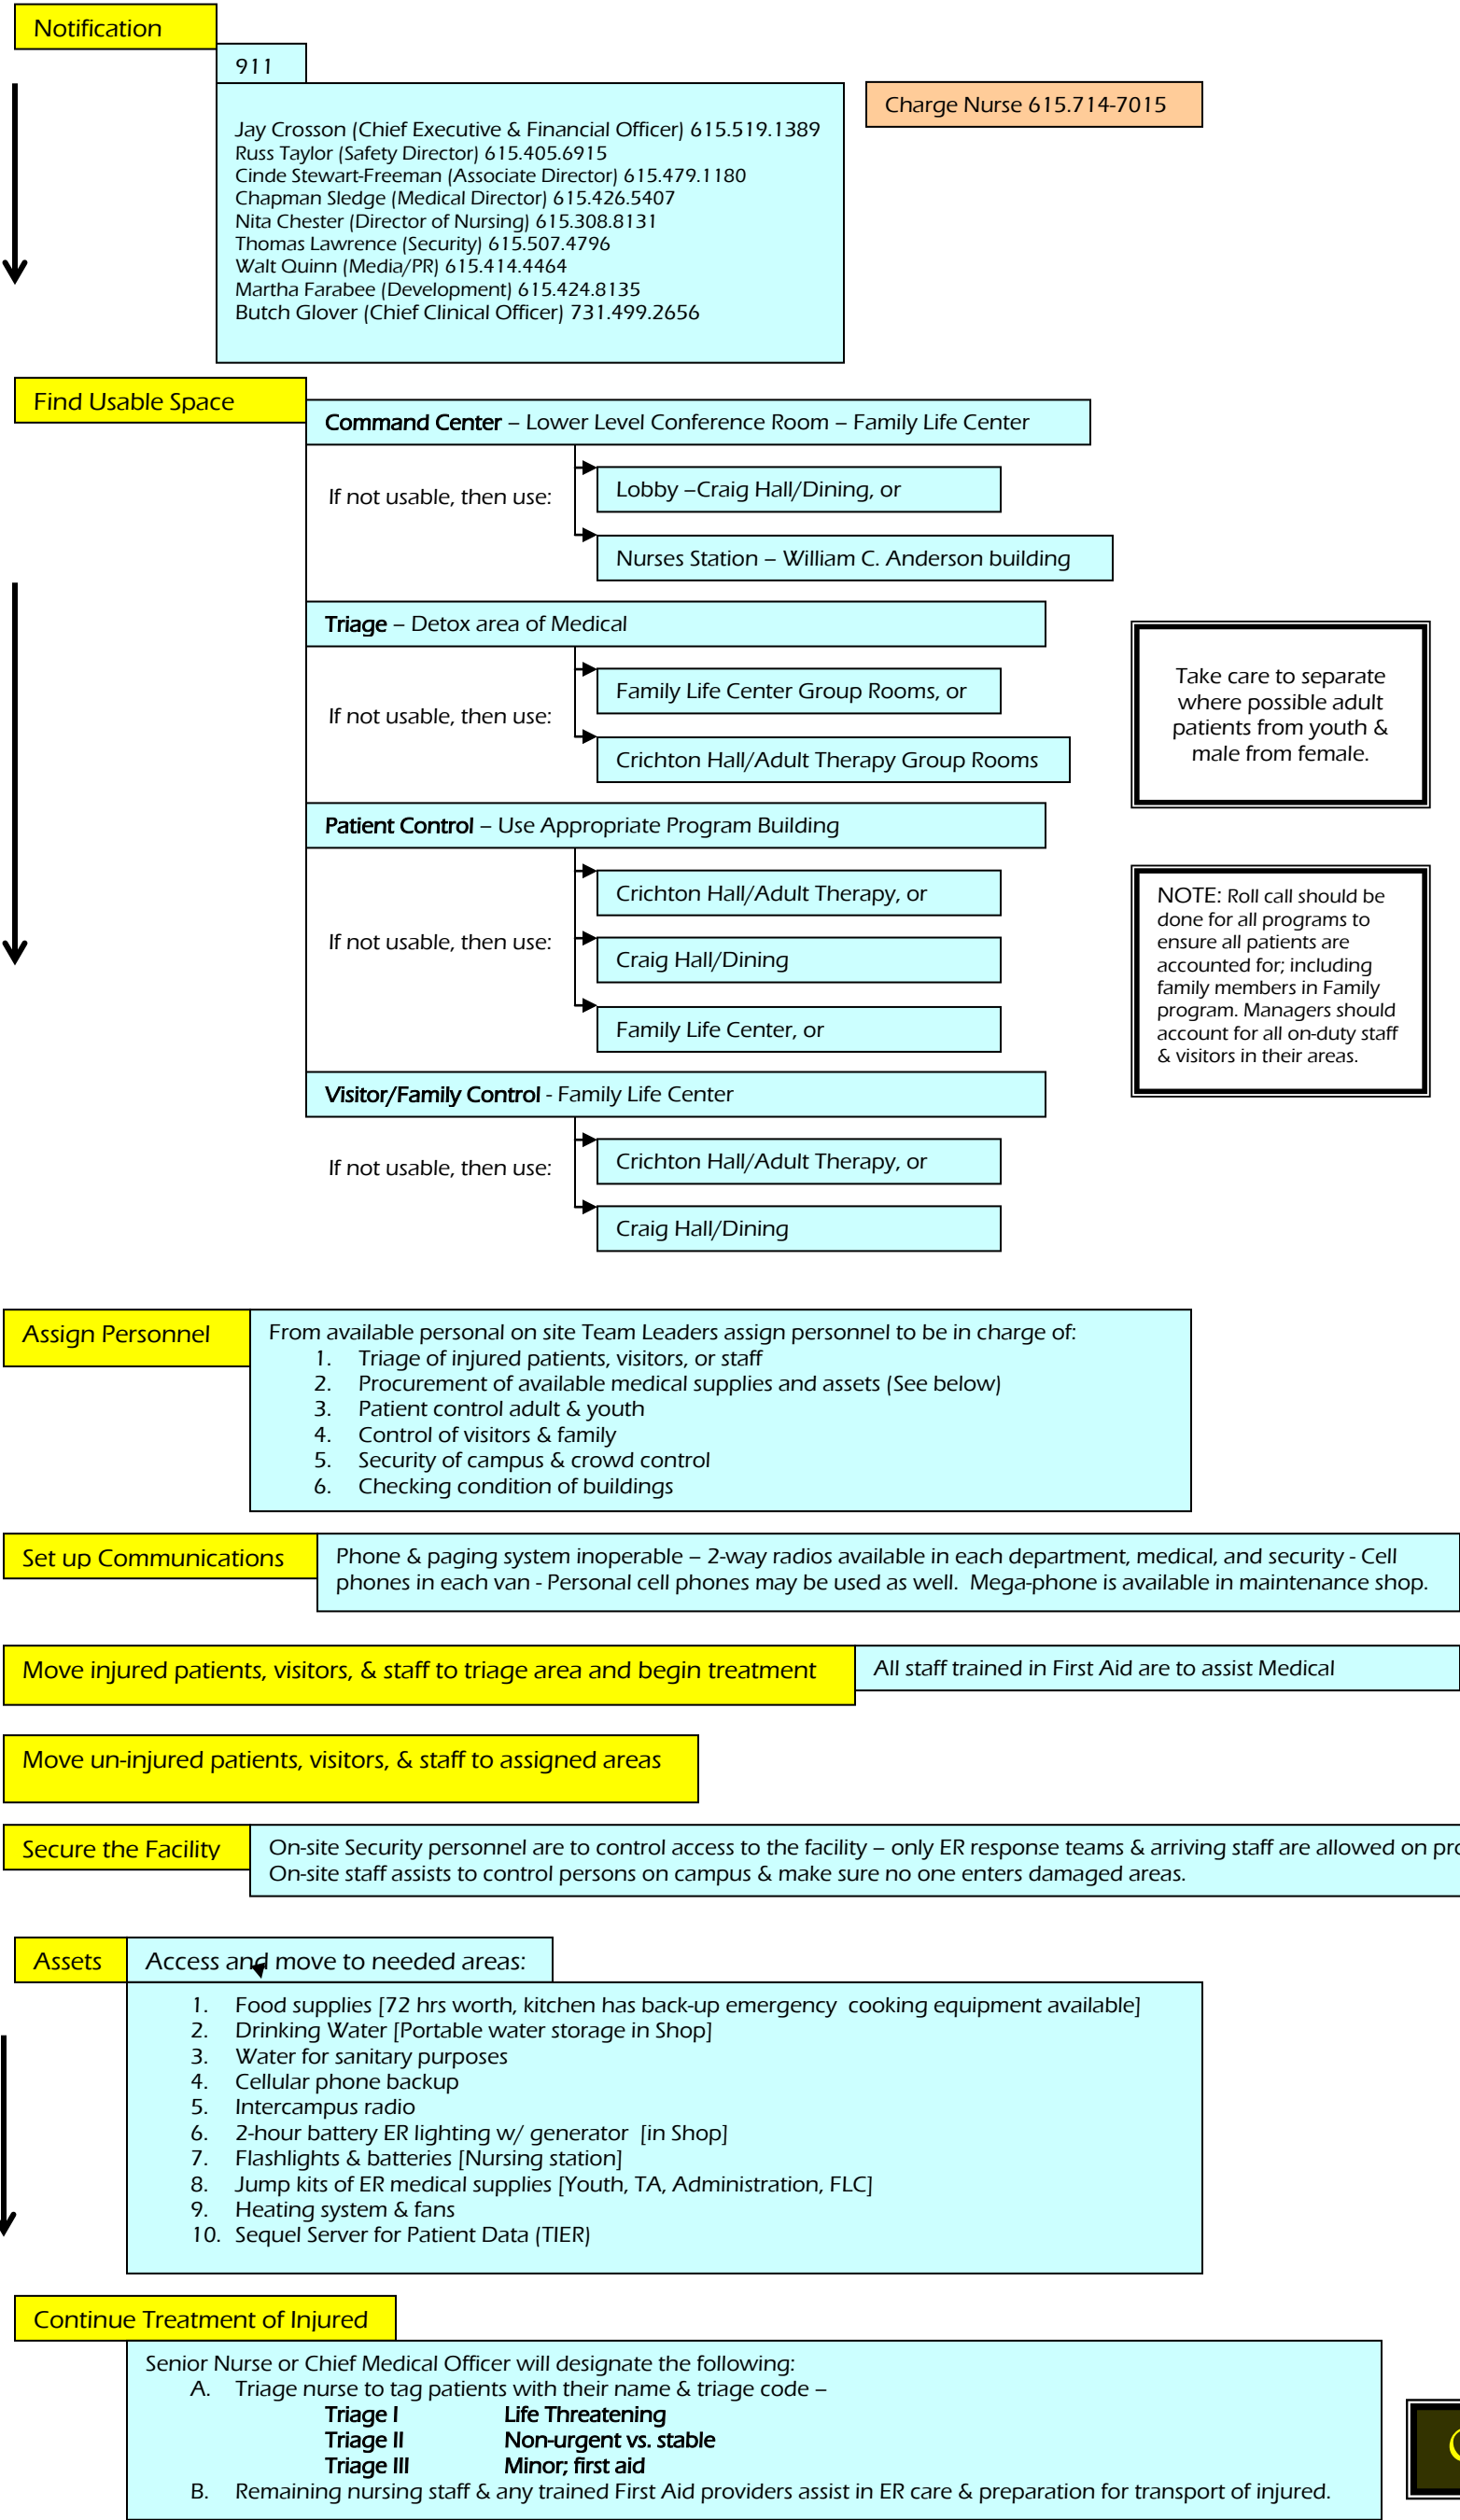 Notification
911
Jay Crosson (Chief Executive & Financial Officer) 615.519.1389
Russ Taylor (Safety Director) 615.405.6915
Cinde Stewart-Freeman (Associate Director) 615.479.1180
Chapman Sledge (Medical Director) 615.426.5407
Nita Chester (Director of Nursing) 615.308.8131
Thomas Lawrence (Security) 615.507.4796
Walt Quinn (Media/PR) 615.414.4464
Martha Farabee (Development) 615.424.8135
Butch Glover (Chief Clinical Officer) 731.499.2656
Charge Nurse 615.714-7015
Find Usable Space
Command Center – Lower Level Conference Room – Family Life Center
If not usable, then use:
Lobby –Craig Hall/Dining, or
Nurses Station – William C. Anderson building
Triage – Detox area of Medical
If not usable, then use:
Family Life Center Group Rooms, or
Crichton Hall/Adult Therapy Group Rooms
Take care to separate
where possible adult
patients from youth &
male from female.
Patient Control – Use Appropriate Program Building
If not usable, then use:
Crichton Hall/Adult Therapy, or
Craig Hall/Dining
Family Life Center, or
NOTE: Roll call should be
done for all programs to
ensure all patients are
accounted for; including
family members in Family
program. Managers should
account for all on-duty staff
& visitors in their areas.
Visitor/Family Control - Family Life Center
If not usable, then use:
Crichton Hall/Adult Therapy, or
Craig Hall/Dining
Assign Personnel
From available personal on site Team Leaders assign personnel to be in charge of:
1. Triage of injured patients, visitors, or staff
2. Procurement of available medical supplies and assets (See below)
3. Patient control adult & youth
4. Control of visitors & family
5. Security of campus & crowd control
6. Checking condition of buildings
Set up Communications
Phone & paging system inoperable – 2-way radios available in each department, medical, and security - Cell
phones in each van - Personal cell phones may be used as well. Mega-phone is available in maintenance shop.
Move injured patients, visitors, & staff to triage area and begin treatment
All staff trained in First Aid are to assist Medical
Move un-injured patients, visitors, & staff to assigned areas
Secure the Facility
On-site Security personnel are to control access to the facility – only ER response teams & arriving staff are allowed on
On-site staff assists to control persons on campus & make sure no one enters damaged areas.
Assets
Access and move to needed areas:
1. Food supplies [72 hrs worth, kitchen has back-up emergency cooking equipment available]
2. Drinking Water [Portable water storage in Shop]
3. Water for sanitary purposes
4. Cellular phone backup
5. Intercampus radio
6. 2-hour battery ER lighting w/ generator [in Shop]
7. Flashlights & batteries [Nursing station]
8. Jump kits of ER medical supplies [Youth, TA, Administration, FLC]
9. Heating system & fans
10. Sequel Server for Patient Data (TIER)
Continue Treatment of Injured
Senior Nurse or Chief Medical Officer will designate the following:
A. Triage nurse to tag patients with their name & triage code –
Triage I Life Threatening
Triage II Non-urgent vs. stable
Triage III Minor; first aid
B. Remaining nursing staff & any trained First Aid providers assist in ER care & preparation for transport of injured.